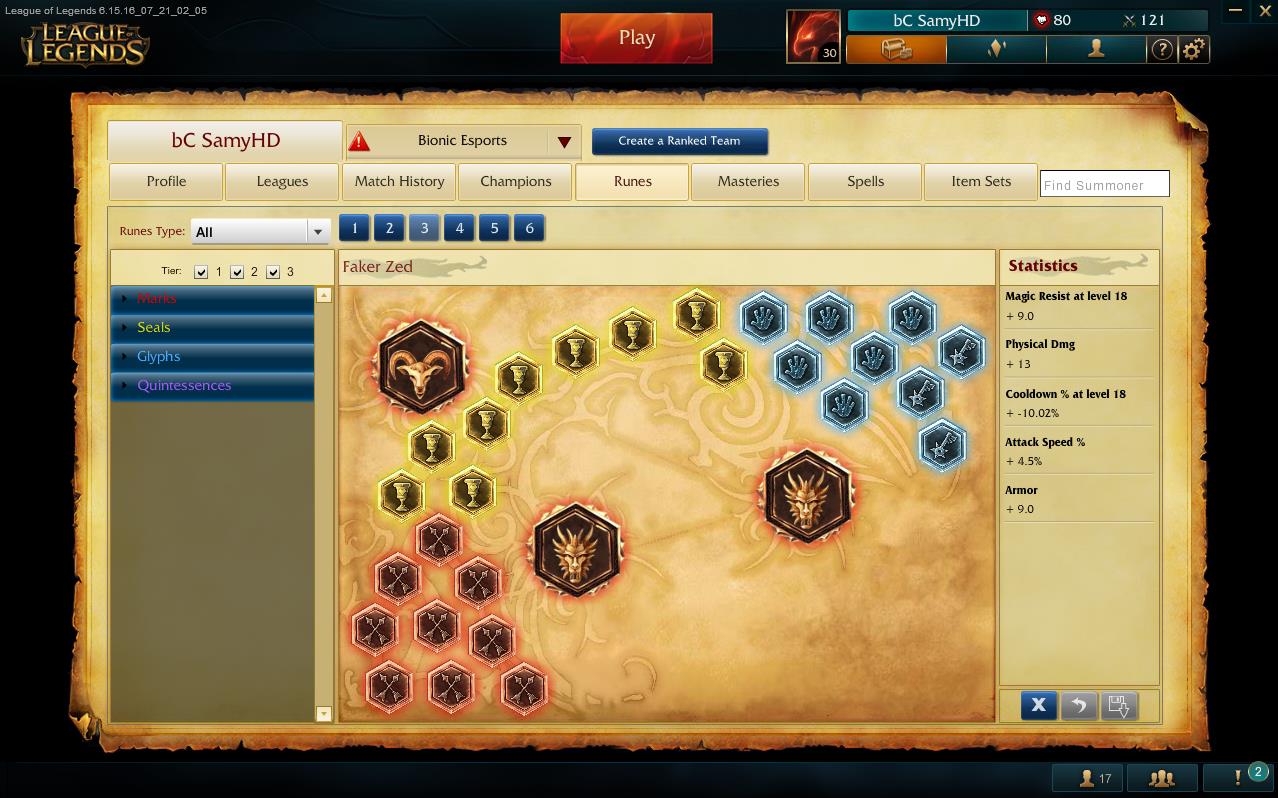 League of Legends 6.15.16_07_21_02_05
LEAGUE of LEGENDS
Play
30
bC SamyHD
80
121
?
bC SamyHD
Bionic Esports
Create a Ranked Team
Profile
Leagues
Match History
Champions
Runes
Masteries
Spells
Item Sets
Find Summoner
Runes Type:
All
1
2
3
4
5
6
Tier: 1 2 3
Marks
Seals
Glyphs
Quintessences
Faker Zed
Statistics
Magic Resist at level 18
+ 9.0
Physical Dmg
+ 13
Cooldown % at level 18
+ -10.02%
Attack Speed %
+ 4.5%
Armor
+ 9.0
X
17
!
2